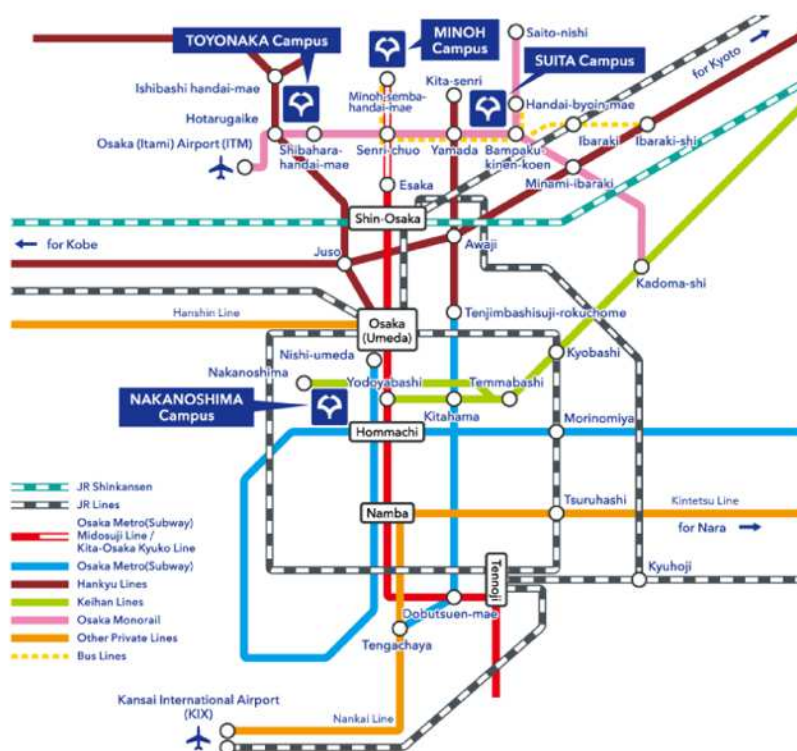 TOYONAKA Campus
MINOH
Campus
SUITA Campus
Saito-nishi
for Kyoto
Kita-senri
Ishibashi handai-mae
Minoh-semba-
handai-mae
Handai-byoin-mae
Hotarugaike
Osaka (Itami) Airport (ITM)
Shibahara-
handai-mae
Senri-chuo
Yamada
Bampaku-
kinen-koen
Ibaraki
Ibaraki-shi
Esaka
Minami-ibaraki
Shin-Osaka
for Kobe
Juso
Awaji
Kadoma-shi
Hanshin Line
Osaka
(Umeda)
Tenjimbashisuji-rokuchome
Nishi-umeda
Kyobashi
Nakanoshima
Yodoyabashi
Temmabashi
NAKANOSHIMA
Campus
Kitahama
Hommachi
Morinomiya
JR Shinkansen
JR Lines
Osaka Metro(Subway)
Midosuji Line /
Kita-Osaka Kyuko Line
Osaka Metro(Subway)
Hankyu Lines
Keihan Lines
Osaka Monorail
Other Private Lines
Bus Lines
Namba
Tsuruhashi
Kintetsu Line
for Nara
Tennoji
Kyuhoji
Dobutsuen-mae
Tengachaya
Kansai International Airport
(KIX)
Nankai Line